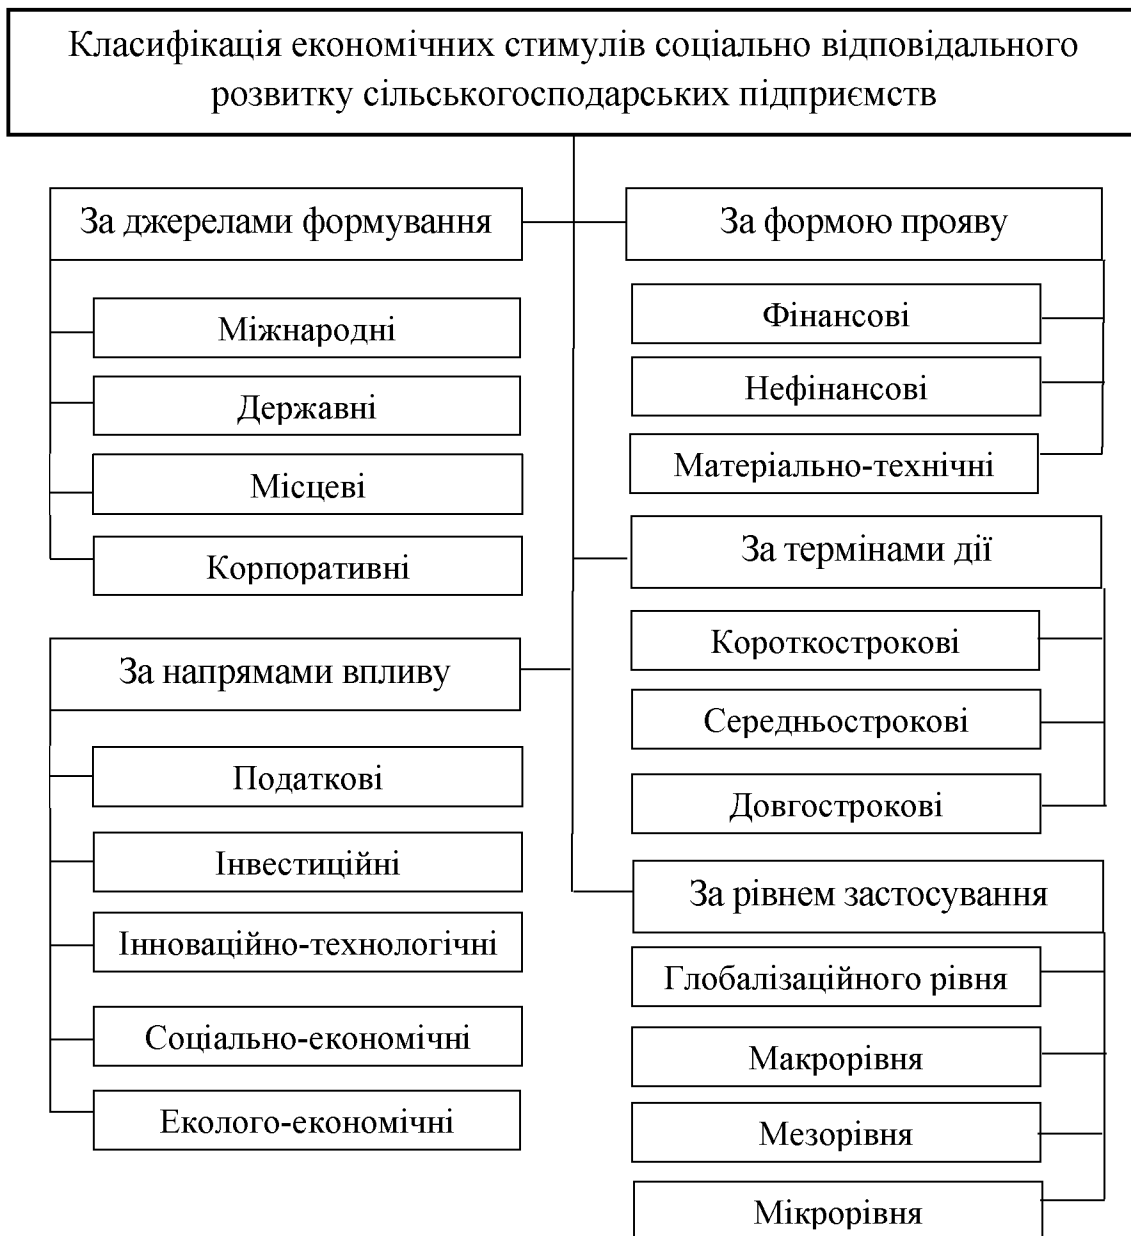 Класифікація економічних стимулів соціально відповідального
розвитку сільськогосподарських підприємств
За джерелами формування
Міжнародні
Державні
Місцеві
Корпоративні
За напрямами впливу
Податкові
Інвестиційні
Інноваційно-технологічні
Соціально-економічні
Еколого-економічні
За формою прояву
Фінансові
Нефінансові
Матеріально-технічні
За термінами дії
Короткострокові
Середньострокові
Довгострокові
За рівнем застосування
Глобалізаційного рівня
Макрорівня
Мезорівня
Мікрорівня